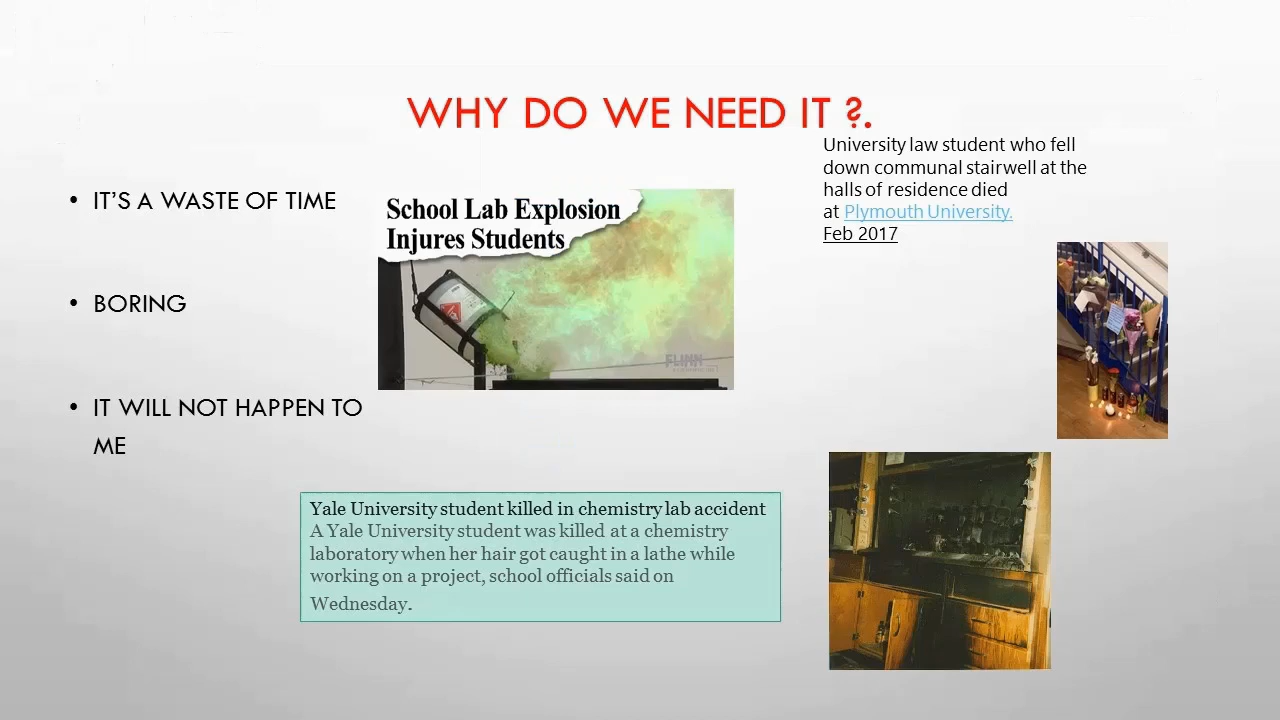 WHY DO WE NEED IT ?.
• IT'S A WASTE OF TIME
• BORING
• IT WILL NOT HAPPEN TO
ME
School Lab Explosion
Injures Students
FLINN
University law student who fell
down communal stairwell at the
halls of residence died
at Plymouth University.
Feb 2017
Yale University student killed in chemistry lab accident
A Yale University student was killed at a chemistry
laboratory when her hair got caught in a lathe while
working on a project, school officials said on
Wednesday.